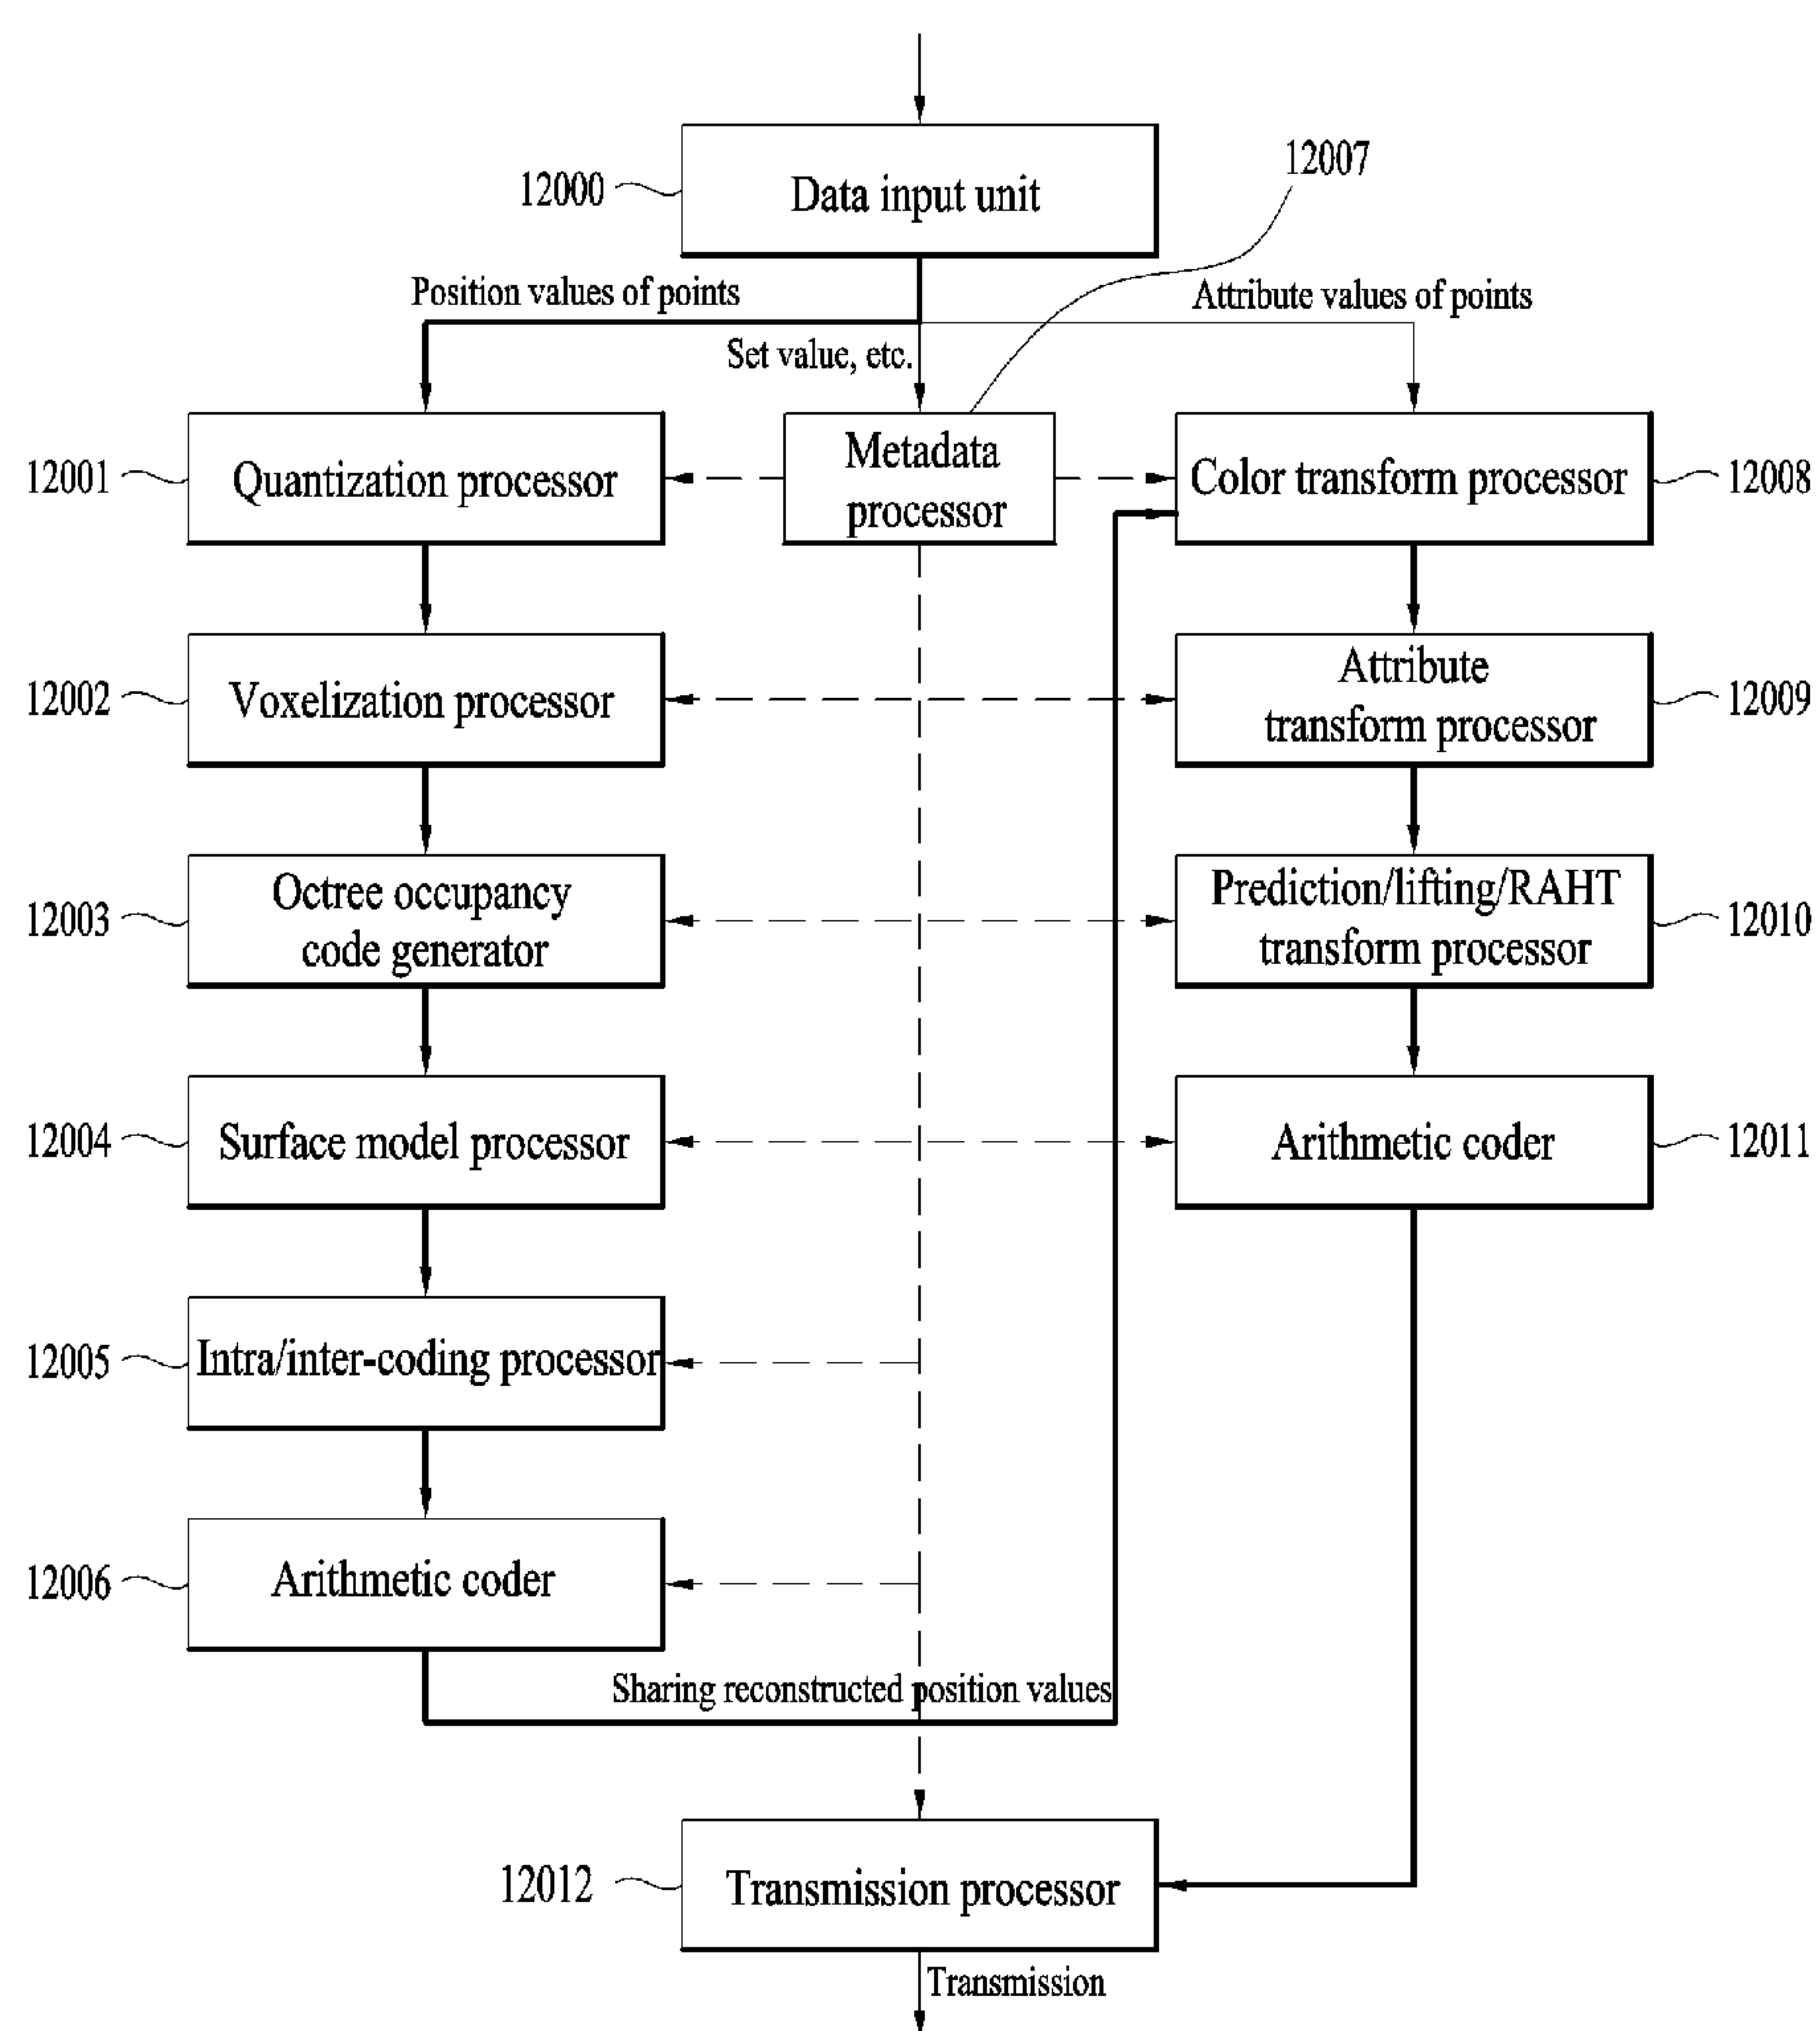 12000
Data input unit
12007
Position values of points
Attribute values of points
Set value, etc.
12001
Quantization processor
Metadata
processor
Color transform processor
12008
12002
Voxelization processor
Attribute
transform processor
12009
12003
Octree occupancy
code generator
Prediction/lifting/RAHT
transform processor
12010
12004
Surface model processor
Arithmetic coder
12011
12005
Intra/inter-coding processor
12006
Arithmetic coder
Sharing reconstructed position values
12012
Transmission processor
Transmission